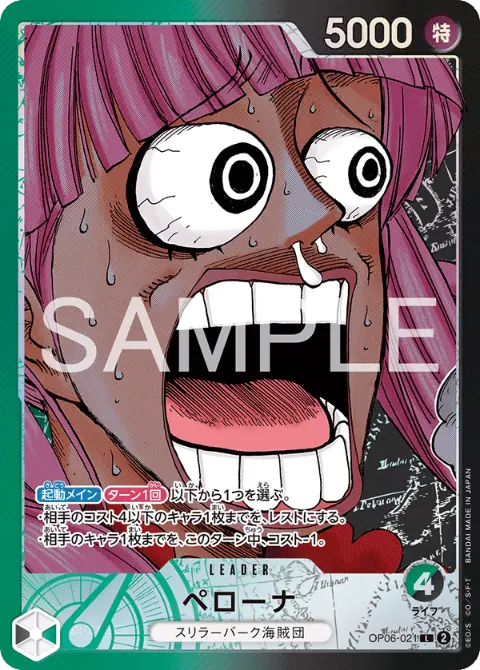 5000 特
SAMPLE
起動メイン ターン1回 以下から1つを選ぶ。
・相手のコスト4以下のキャラ1枚までを、レストにする。
・相手のキャラ1枚までを、このターン中、コスト-1。
LEADER
ペローナ
スリラーバーク海賊団
4
ライフ
OP06-021 L 2
©E.O/S ©O/S・F・T BANDAI MADE IN JAPAN